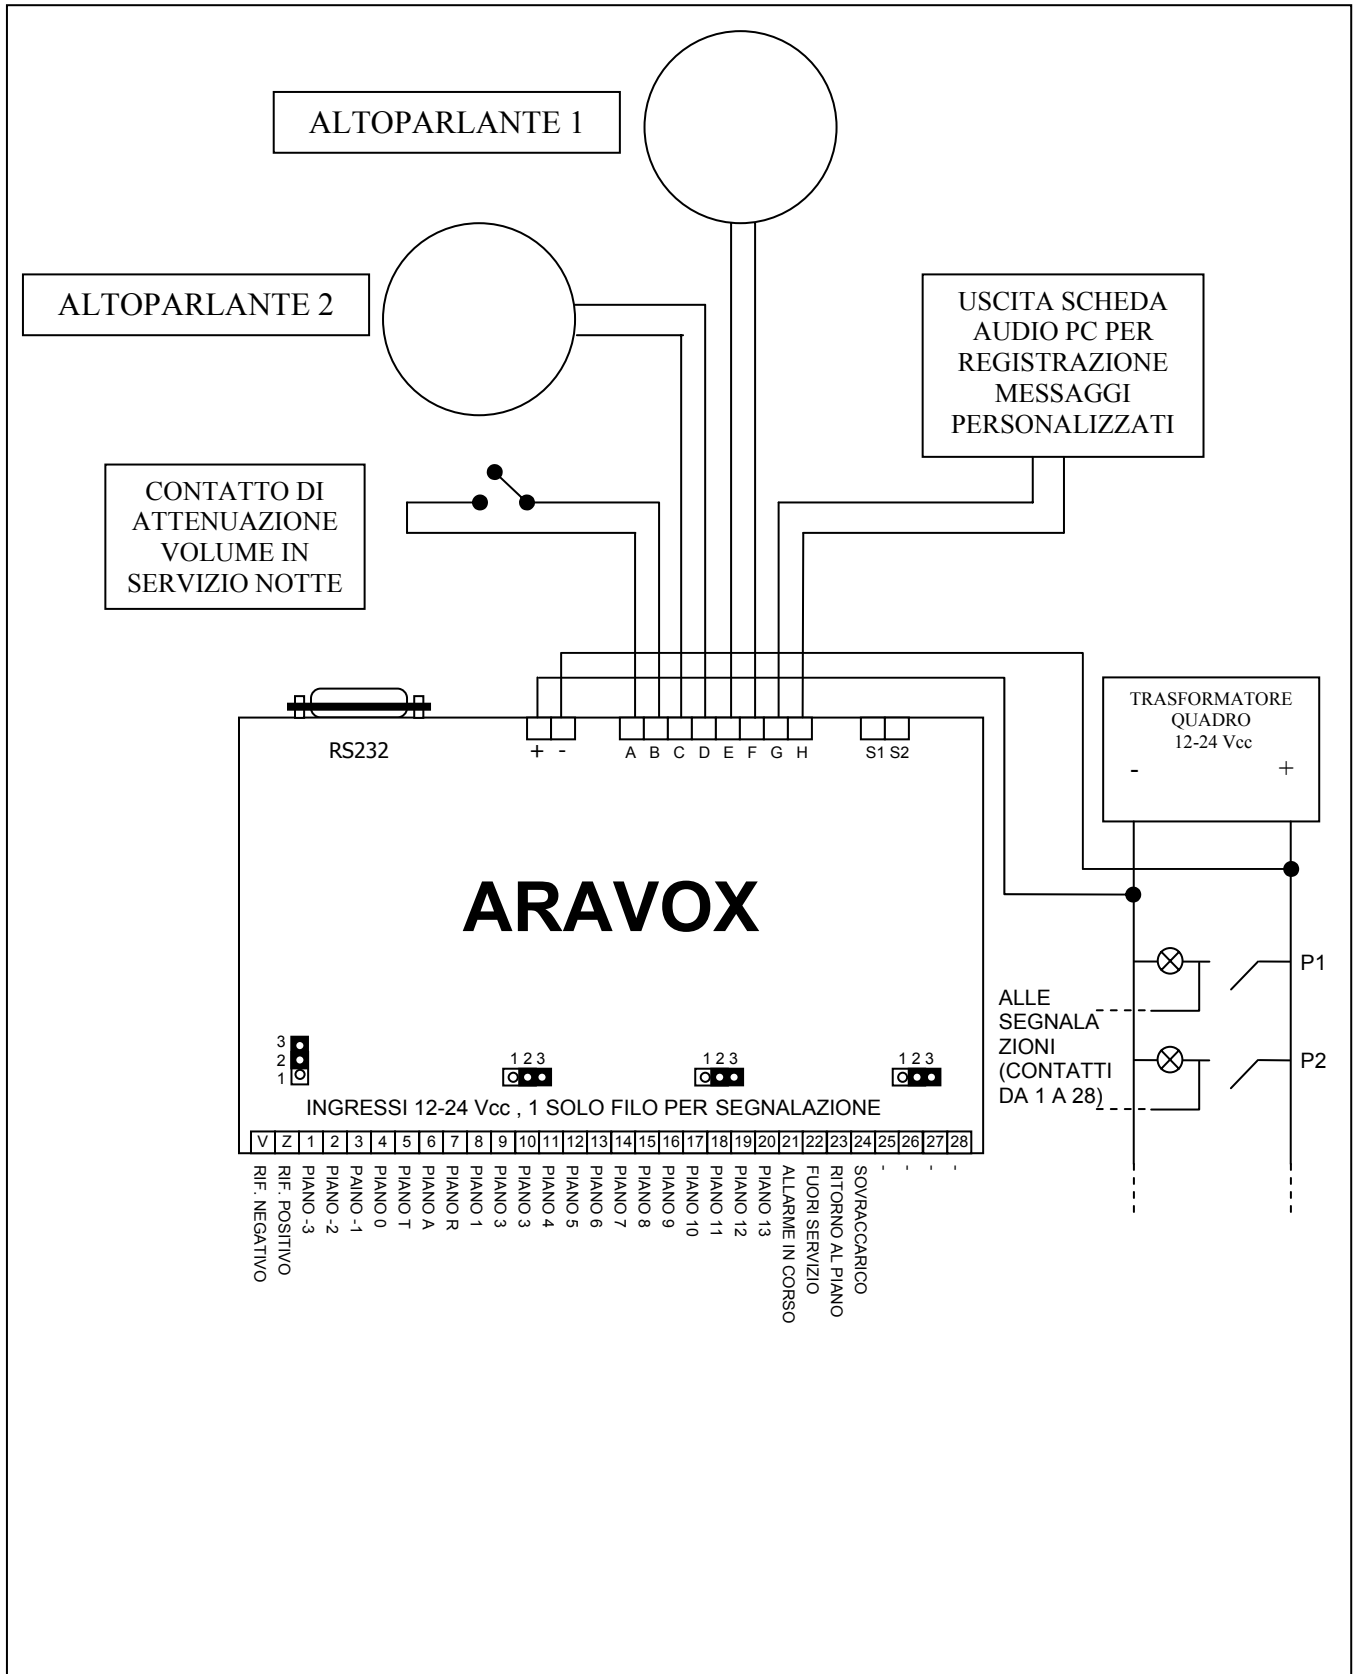 ALTOPARLANTE 1
ALTOPARLANTE 2
USCITA SCHEDA
AUDIO PC PER
REGISTRAZIONE
MESSAGGI
PERSONALIZZATI
CONTATTO DI
ATTENUAZIONE
VOLUME IN
SERVIZIO NOTTE
TRASFORMATORE
QUADRO
12-24 Vcc
- +
RS232
+ - A B C D E F G H S1 S2
ARAVOX
P1
ALLE
SEGNALA
ZIONI
(CONTATTI
DA 1 A 28)
P2
3
2
1
1 2 3
1 2 3
1 2 3
INGRESSI 12-24 Vcc , 1 SOLO FILO PER SEGNALAZIONE
V Z 1 2 3 4 5 6 7 8 9 10 11 12 13 14 15 16 17 18 19 20 21 22 23 24 25 26 27 28
RIF. NEGATIVO
RIF. POSITIVO
PIANO -3
PIANO -2
PAINO -1
PIANO 0
PIANO T
PIANO A
PIANO R
PIANO 1
PIANO 3
PIANO 3
PIANO 4
PIANO 5
PIANO 6
PIANO 7
PIANO 8
PIANO 9
PIANO 10
PIANO 11
PIANO 12
PIANO 13
ALLARME IN CORSO
FUORI SERVIZIO
RITORNO AL PIANO
SOVRACCARICO
-
-
-
-